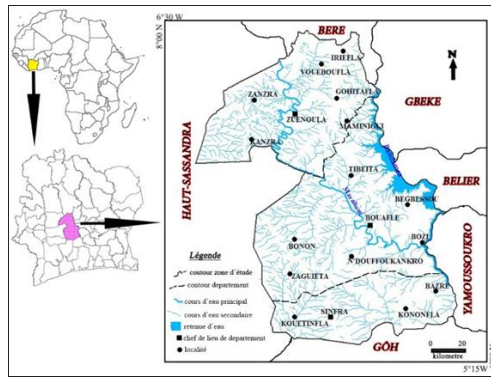 6°30 W
8°00 N
BERE
IRIEFLA
VOUEBOUFLA
N
ZANZRA
GOHITAFLA
GBEKE
ZUENOULA
MAMINIGUI
ZANZRA
HAUT-SASSANDRA
TIBEITA
BELIER
BEGBESSOU
BOUAFLE
BONON
BOZI
N'DOUFFOUKANKRO
YAMOUSSOUKRO
ZAGUIETA
BAZRE
KOUETINFLA
SINFRA
KONONFLA
GÔH
Légende
contour zone d'étude
contour departement
cours d'eau principal
cours d'eau secondaire
retenue d'eau
chef de lieu de departement
localité
0 20
kilometre
5°15W